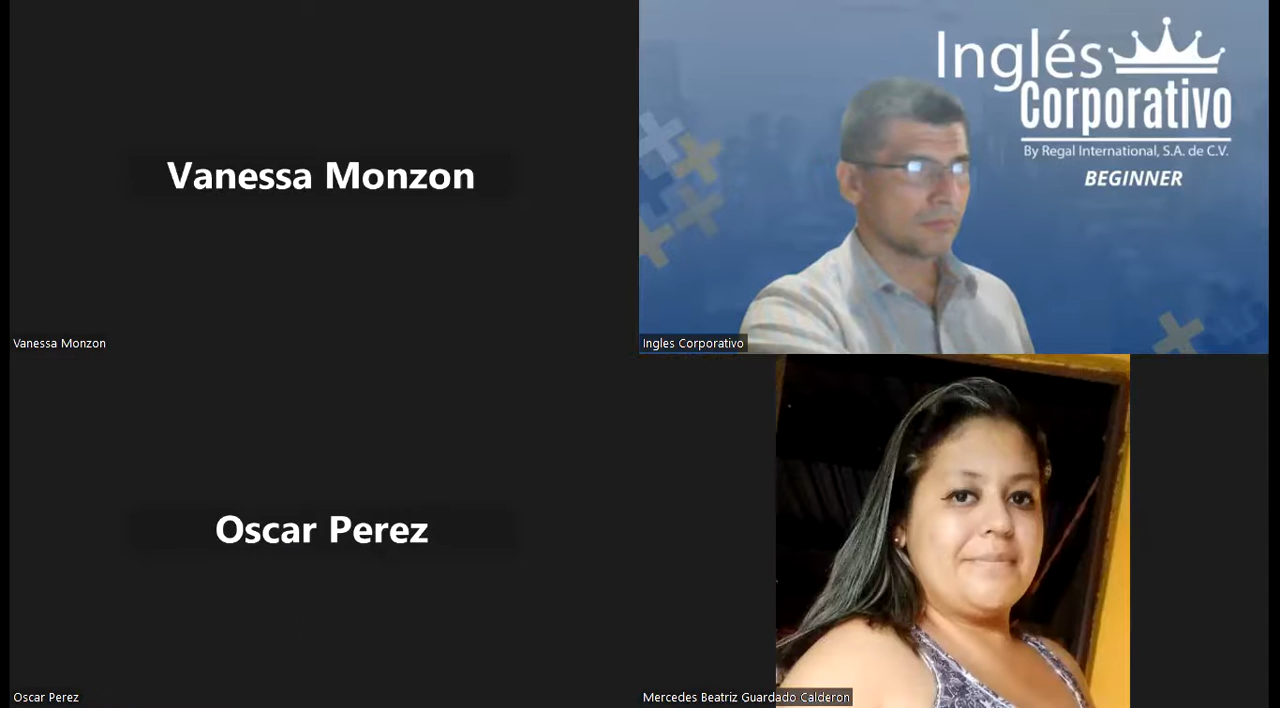 Vanessa Monzon
Vanessa Monzon
Inglés
Corporativo
By Regal International, S.A. de C.V.
BEGINNER
Ingles Corporativo
Oscar Perez
Oscar Perez
Mercedes Beatriz Guardado Calderon